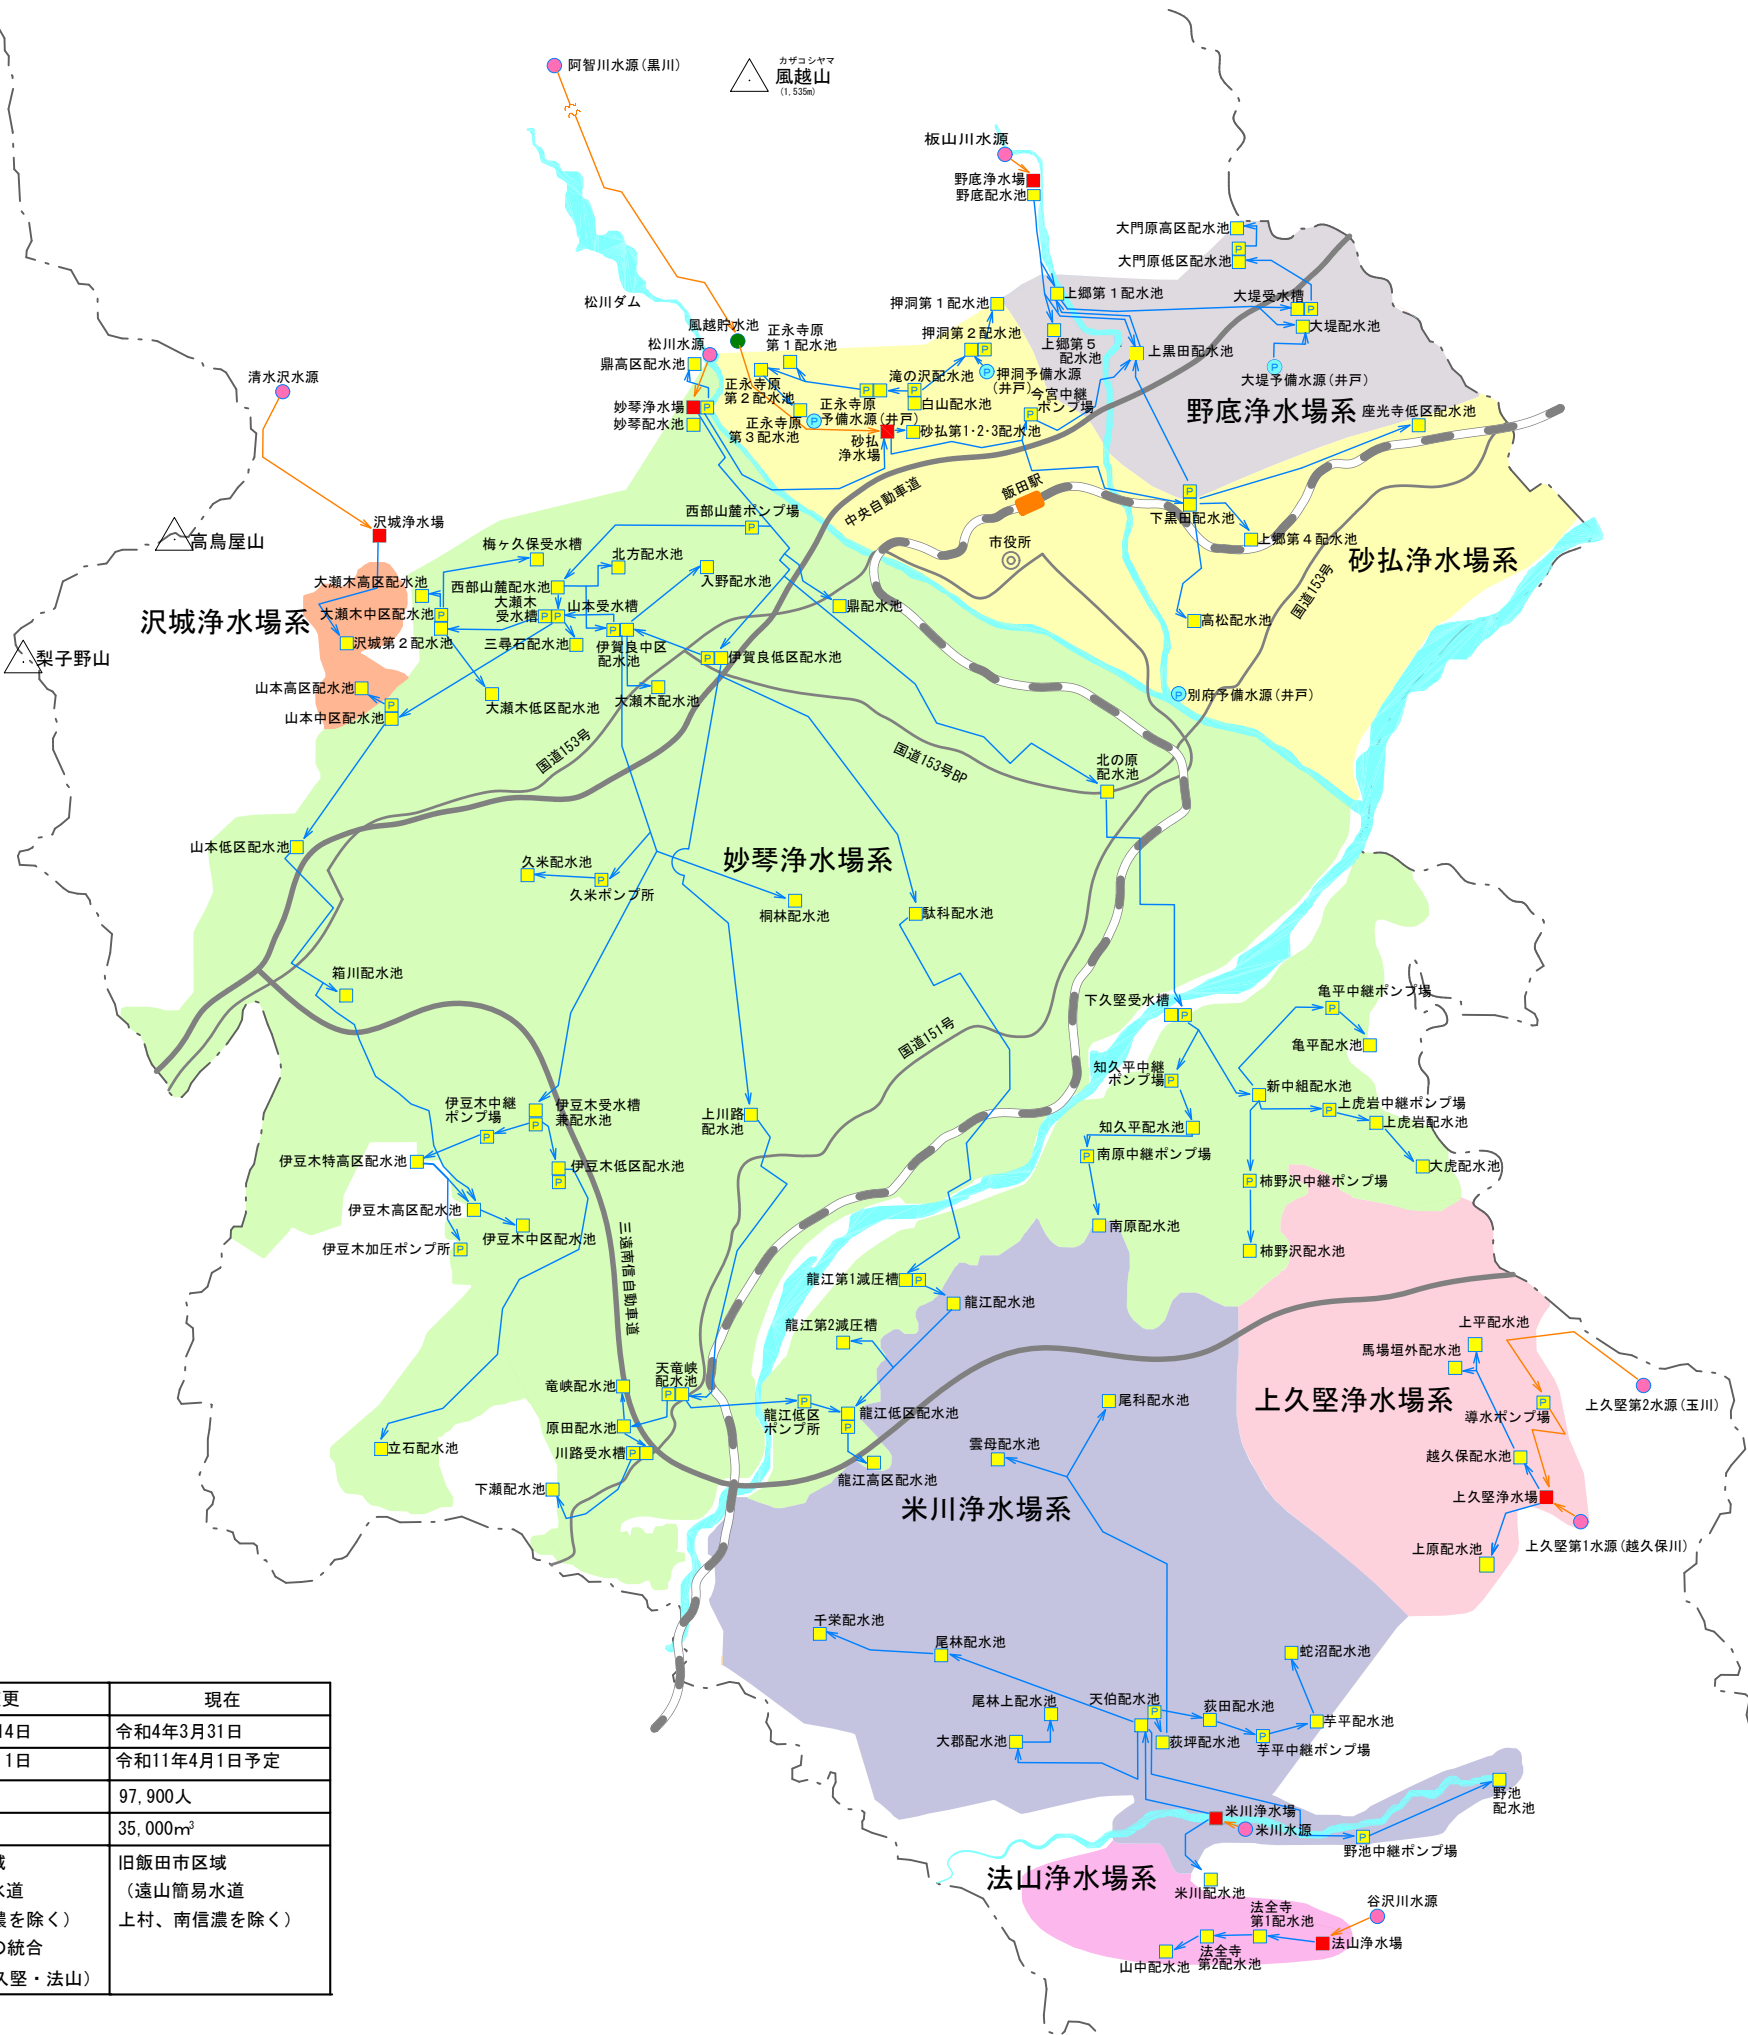 阿智川水源(黒川)
カザコシヤマ
風越山
(1,535m)
板山川水源
野底浄水場
野底配水池
大門原高区配水池
大門原低区配水池
松川ダム
押洞第1配水池
上郷第1配水池
大堤受水槽
大堤配水池
風越貯水池
松川水源
正永寺原
第1配水池
押洞第2配水池
上郷第5
配水池
上黒田配水池
鼎高区配水池
滝の沢配水池
押洞予備水源
(井戸)
大堤予備水源(井戸)
清水沢水源
正永寺原
第2配水池
正永寺原
予備水源(井戸)
白山配水池
今宮中継
ポンプ場
野底浄水場系
座光寺低区配水池
妙琴浄水場
妙琴配水池
正永寺原
第3配水池
砂払
浄水場
砂払第1・2・3配水池
飯田駅
中央自動車道
西部山麓ポンプ場
下黒田配水池
沢城浄水場
高鳥屋山
梅ヶ久保受水槽
北方配水池
市役所
上郷第4配水池
砂払浄水場系
国道153号
大瀬木高区配水池
西部山麓配水池
入野配水池
大瀬木
受水槽
山本受水槽
鼎配水池
沢城浄水場系
大瀬木中区配水池
高松配水池
沢城第2配水池
三尋石配水池
伊賀良中区
配水池
伊賀良低区配水池
梨子野山
山本高区配水池
大瀬木低区配水池
大瀬木配水池
別府予備水源(井戸)
山本中区配水池
国道153号
国道153号BP
北の原
配水池
山本低区配水池
妙琴浄水場系
久米配水池
久米ポンプ所
桐林配水池
駄科配水池
箱川配水池
下久堅受水槽
亀平中継ポンプ場
国道151号
亀平配水池
知久平中継
ポンプ場
新中組配水池
伊豆木中継
ポンプ場
伊豆木受水槽
兼配水池
上川路
配水池
上虎岩中継ポンプ場
上虎岩配水池
知久平配水池
伊豆木特高区配水池
伊豆木低区配水池
南原中継ポンプ場
大虎配水池
柿野沢中継ポンプ場
伊豆木高区配水池
伊豆木中区配水池
南原配水池
伊豆木加圧ポンプ所
柿野沢配水池
三遠南信自動車道
龍江第1減圧槽
龍江配水池
龍江第2減圧槽
上平配水池
馬場垣外配水池
天竜峡
配水池
竜峡配水池
上久堅浄水場系
上久堅第2水源(玉川)
龍江低区
ポンプ所
龍江低区配水池
尾科配水池
導水ポンプ場
原田配水池
立石配水池
川路受水槽
雲母配水池
越久保配水池
龍江高区配水池
下瀬配水池
上久堅浄水場
米川浄水場系
上原配水池
上久堅第1水源(越久保川)
千栄配水池
尾林配水池
蛇沼配水池
尾林上配水池
天伯配水池
荻田配水池
芋平配水池
大郡配水池
荻坪配水池
芋平中継ポンプ場
野池
配水池
米川浄水場
米川水源
野池中継ポンプ場
法山浄水場系
米川配水池
谷沢川水源
法全寺
第1配水池
法山浄水場
法全寺
第2配水池
山中配水池
更
現在
14日
令和4年3月31日
1日
令和11年4月1日予定
97,900人
35,000m³
域
旧飯田市区域
水道
(遠山簡易水道
農を除く)
上村、南信濃を除く)
の統合
久堅・法山)